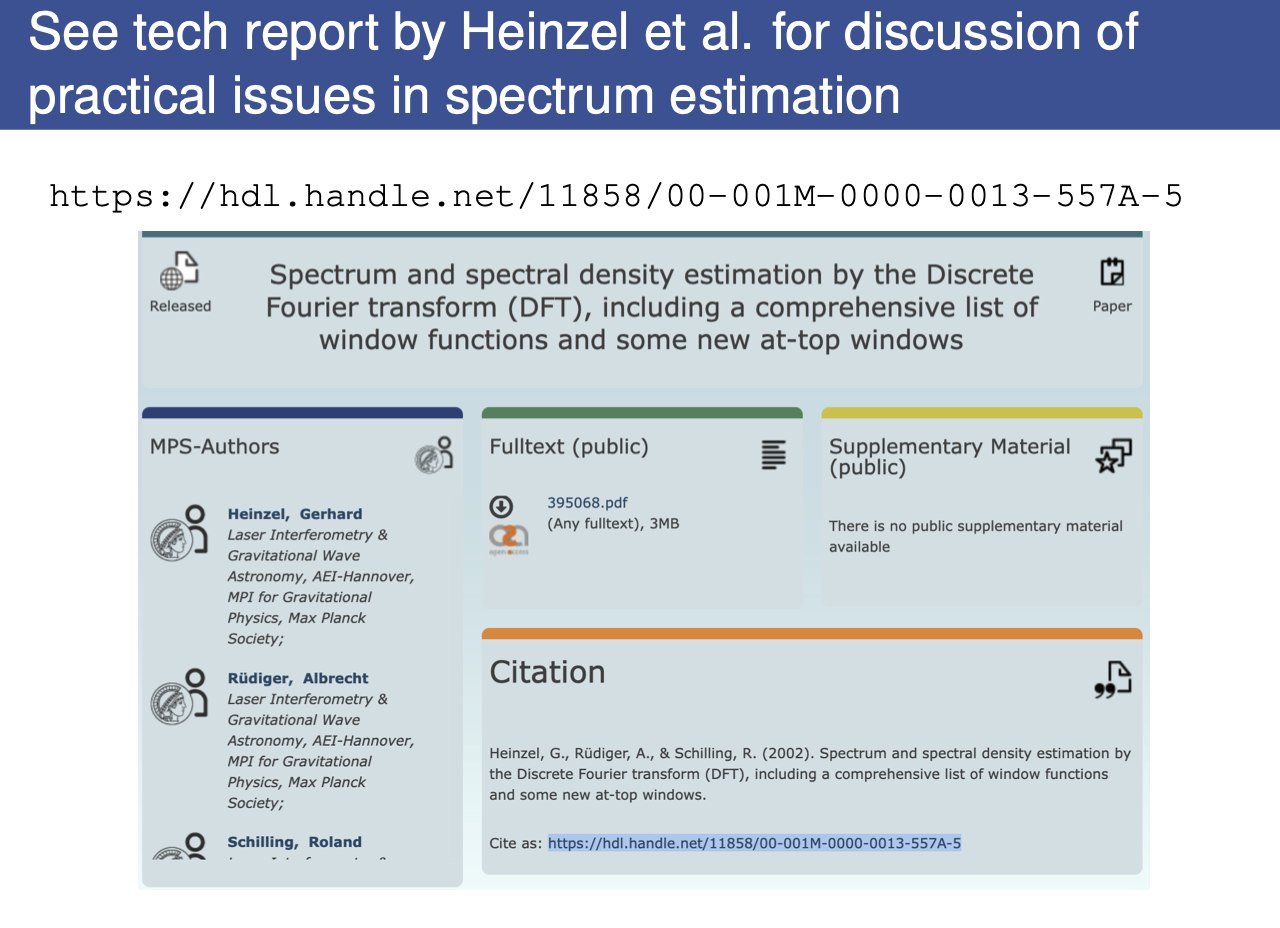 See tech report by Heinzel et al. for discussion of
practical issues in spectrum estimation
https://hdl.handle.net/11858/00-001M-0000-0013-557A-5
Released
Spectrum and spectral density estimation by the Discrete
Fourier transform (DFT), including a comprehensive list of
window functions and some new at-top windows
Paper
MPS-Authors
Heinzel, Gerhard
Laser Interferometry &
Gravitational Wave
Astronomy, AEI-Hannover,
MPI for Gravitational
Physics, Max Planck
Society;
Rüdiger, Albrecht
Laser Interferometry &
Gravitational Wave
Astronomy, AEI-Hannover,
MPI for Gravitational
Physics, Max Planck
Society;
Schilling, Roland
Fulltext (public)
395068.pdf
(Any fulltext), 3MB
open access
Supplementary Material
(public)
There is no public supplementary material
available
Citation
Heinzel, G., Rüdiger, A., & Schilling, R. (2002). Spectrum and spectral density estimation by
the Discrete Fourier transform (DFT), including a comprehensive list of window functions
and some new at-top windows.
Cite as: https://hdl.handle.net/11858/00-001M-0000-0013-557A-5